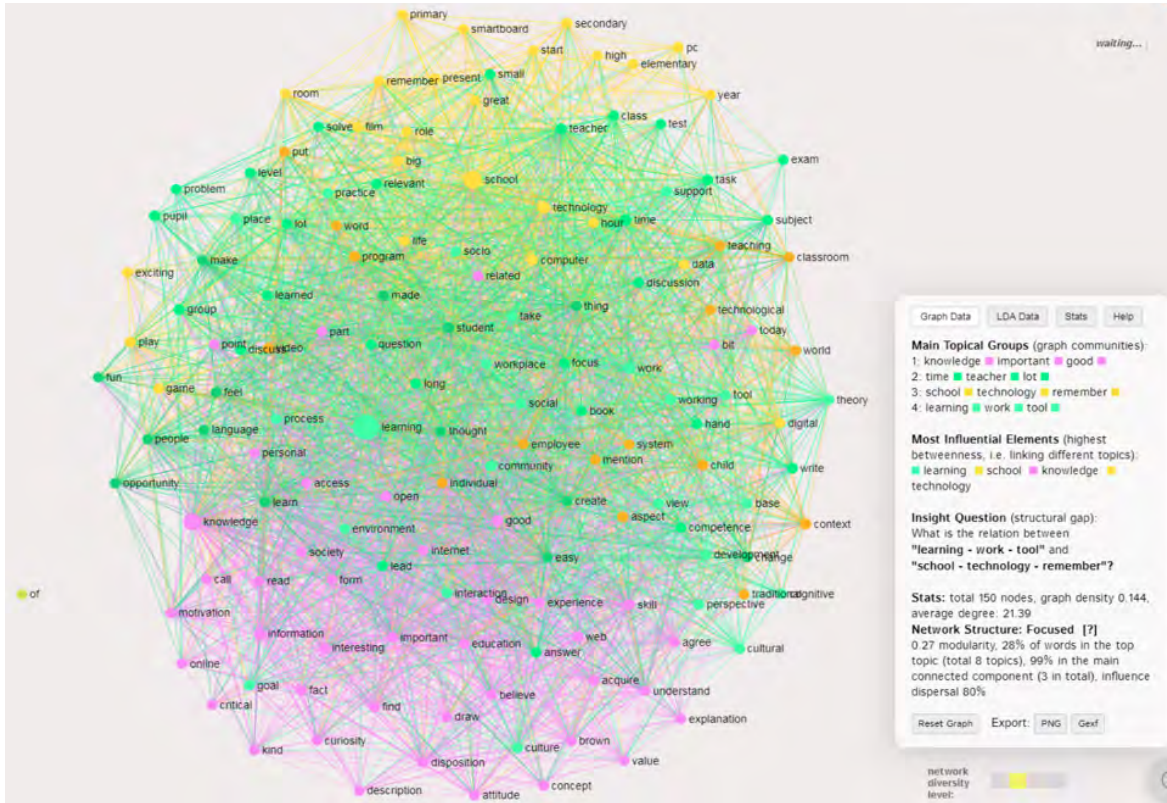 primary
smartboard
secondary
start
high
pc
elementary
waiting...
remember
present
small
room
great
year
class
solve
film
role
teacher
test
put
big
exam
level
school
task
problem
practice
relevant
support
technology
pupil
place
lot
word
hour
time
subject
life
socio
teaching
make
program
computer
classroom
exciting
related
data
discussion
learned
made
group
thing
technological
take
part
student
today
play
point
discuss
video
question
bit
world
fun
workplace
focus
work
game
feel
long
tool
theory
process
social
book
working
language
learning
hand
digital
people
thought
employee
system
personal
mention
community
child
write
opportunity
access
individual
open
learn
create
view
base
knowledge
good
aspect
context
environment
competence
society
internet
easy
development
change
lead
call
read
form
of
interaction
design
experience
skill
perspective
traditional
cognitive
motivation
information
important
education
web
agree
interesting
answer
cultural
online
goal
fact
believe
acquire
understand
critical
find
draw
explanation
kind
curiosity
culture
brown
disposition
value
description
attitude
concept
Graph Data
LDA Data
Stats
Help
Main Topical Groups (graph communities):
1: knowledge important good
2: time teacher lot
3: school technology remember
4: learning work tool
Most Influential Elements (highest
betweenness, i.e. linking different topics):
learning school knowledge
technology
Insight Question (structural gap):
What is the relation between
"learning - work - tool" and
"school - technology - remember"?
Stats: total 150 nodes, graph density 0.144,
average degree: 21.39
Network Structure: Focused [?]
0.27 modularity, 28% of words in the top
topic (total 8 topics), 99% in the main
connected component (3 in total), influence
dispersal 80%
Reset Graph
Export:
PNG
Gexf
network
diversity
level: